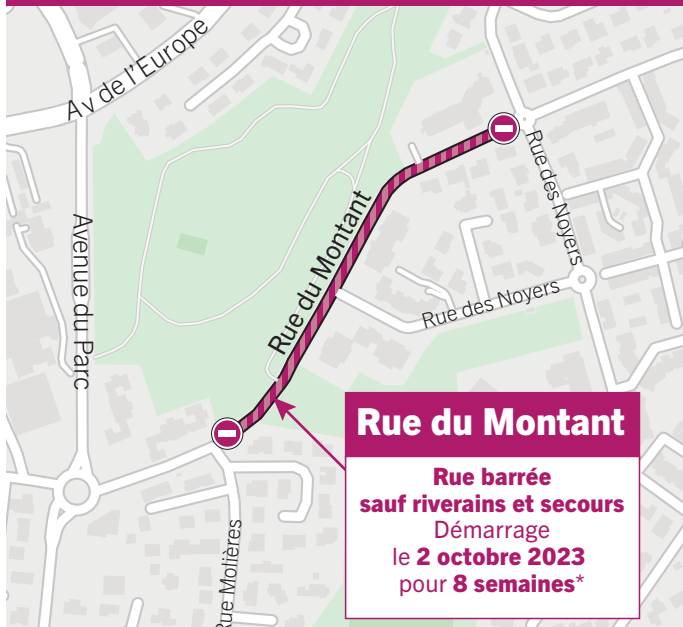 Av de l'Europe
Avenue du Parc
Rue du Montant
Rue des Noyers
Rue des Noyers
Rue Molières
Rue du Montant
Rue barrée
sauf riverains et secours
Démarrage
le 2 octobre 2023
pour 8 semaines*